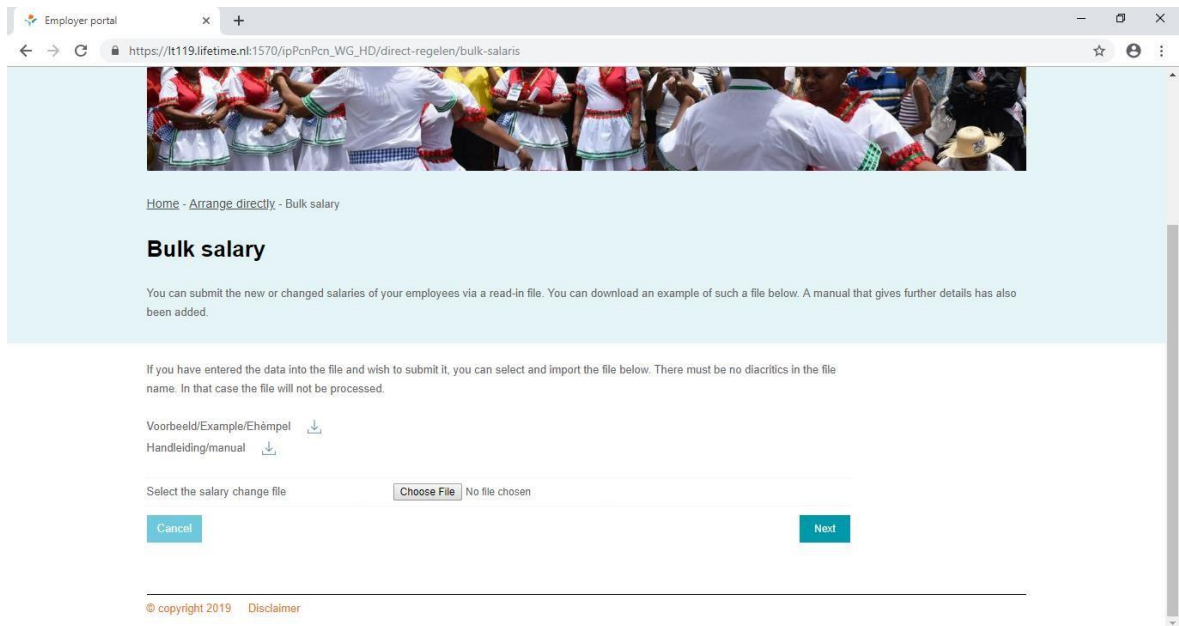 Employer portal
https://lt119.lifetime.nl:1570/ipPcnPcn_WG_HD/direct-regelen/bulk-salaris
Home - Arrange directly - Bulk salary
Bulk salary
You can submit the new or changed salaries of your employees via a read-in file. You can download an example of such a file below. A manual that gives further details has also
been added.
If you have entered the data into the file and wish to submit it, you can select and import the file below. There must be no diacritics in the file
name. In that case the file will not be processed.
Voorbeeld/Example/Ehèmpel
Handleiding/manual
Select the salary change file Choose File No file chosen
Cancel Next
© copyright 2019 Disclaimer